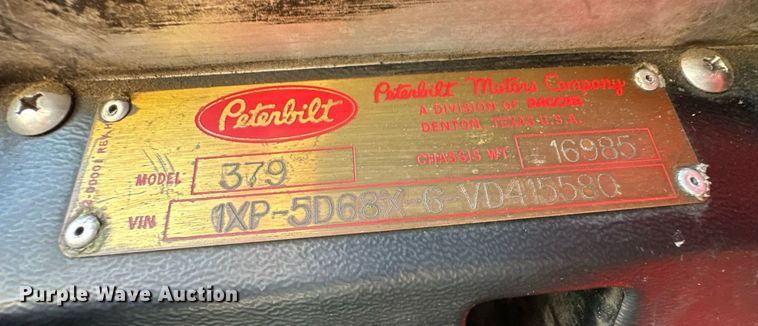 Peterbilt
Peterbilt Motors Company
A DIVISION OF PACCAR
DENTON, TEXAS U.S.A.
CHASSIS WT. 16985
MODEL 379
VIN 1XP-5D68X-6-VD415580
Purple Wave Auction